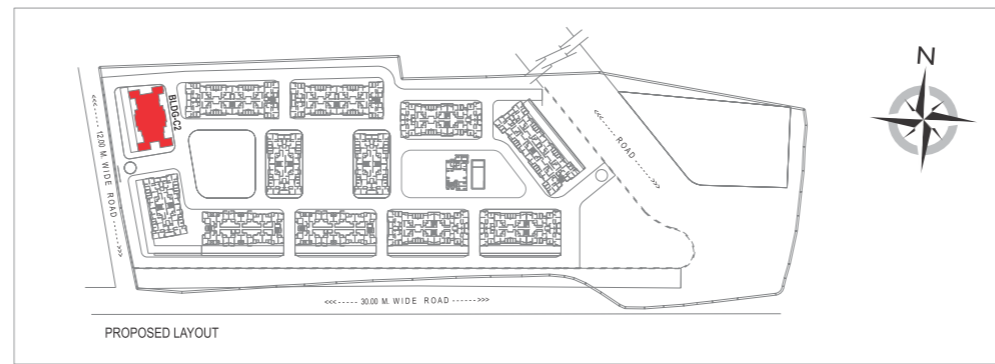 N
BLDG-C2
<<<----- 12.00 M. WIDE ROAD ----->>>
<<<----- ROAD ----->>>
<<<----- 30.00 M. WIDE ROAD ----->>>
PROPOSED LAYOUT